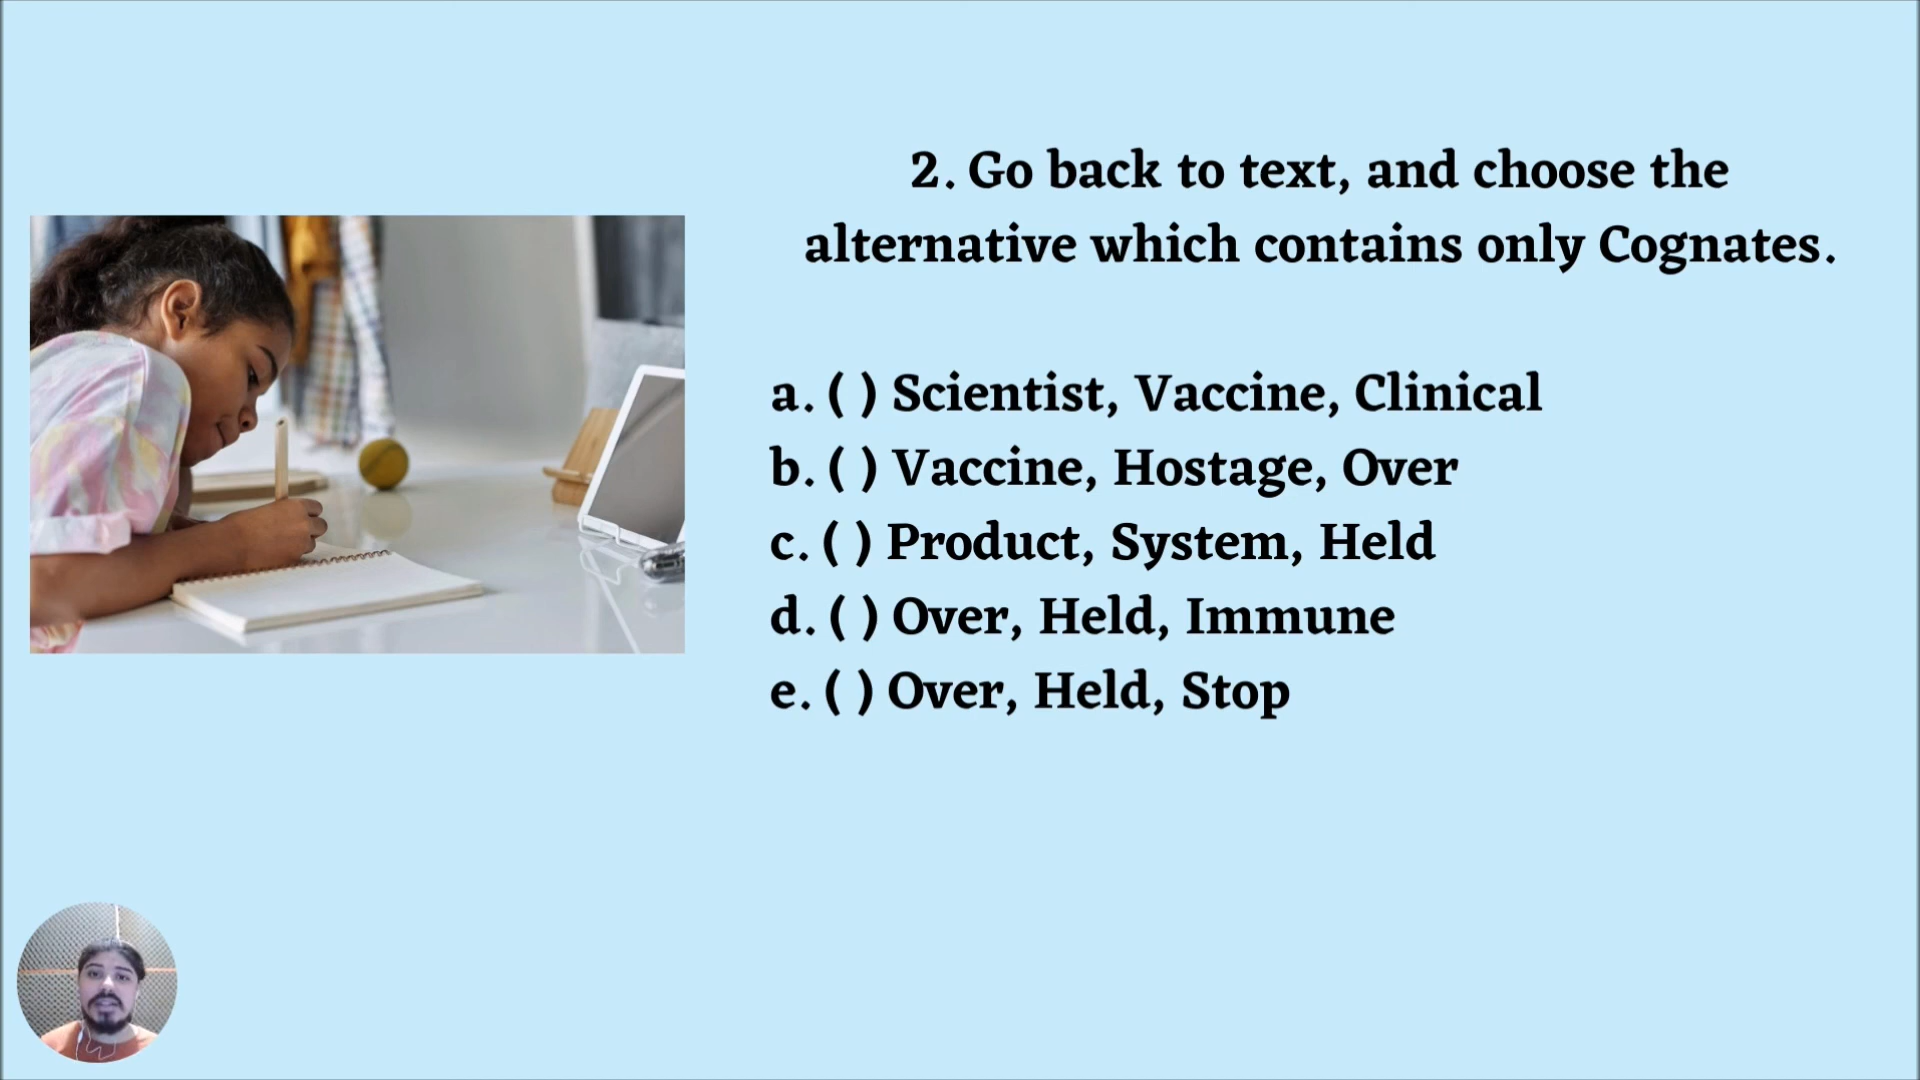 2. Go back to text, and choose the
alternative which contains only Cognates.
a. ( ) Scientist, Vaccine, Clinical
b. ( ) Vaccine, Hostage, Over
c. ( ) Product, System, Held
d. ( ) Over, Held, Immune
e. ( ) Over, Held, Stop